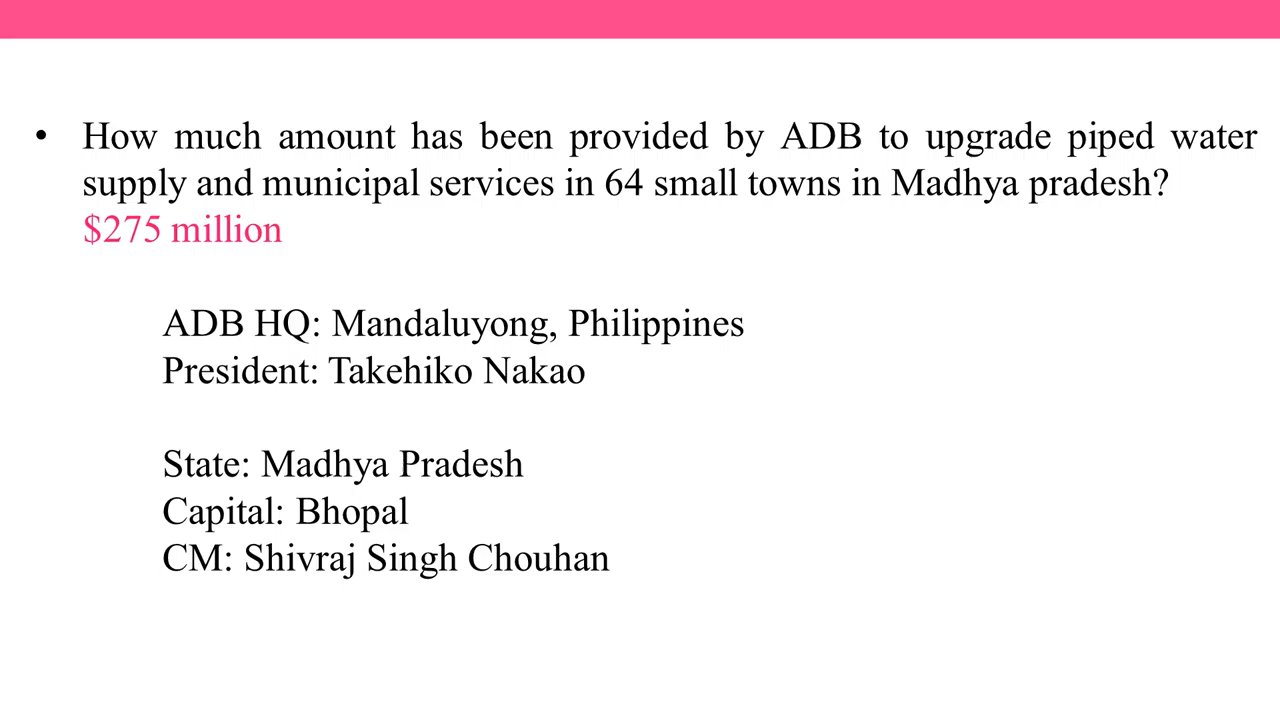 • How much amount has been provided by ADB to upgrade piped water
supply and municipal services in 64 small towns in Madhya pradesh?
$275 million
ADB HQ: Mandaluyong, Philippines
President: Takehiko Nakao
State: Madhya Pradesh
Capital: Bhopal
CM: Shivraj Singh Chouhan